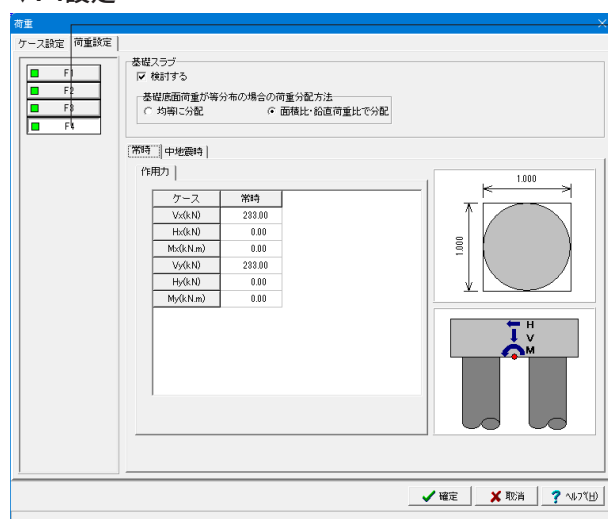 荷重
ケース設定 荷重設定
F1
F2
F3
F4
基礎スラブ
検討する
基礎底面荷重が等分布の場合の荷重分配方法
均等に分配 面積比・鉛直荷重比で分配
常時 中地震時
作用力
ケース 常時
Vx(kN) 233.00
Hx(kN) 0.00
Mx(kN.m) 0.00
Vy(kN) 233.00
Hy(kN) 0.00
My(kN.m) 0.00
1.000
1.000
H
V
M
確定 取消 ヘルプ(H)